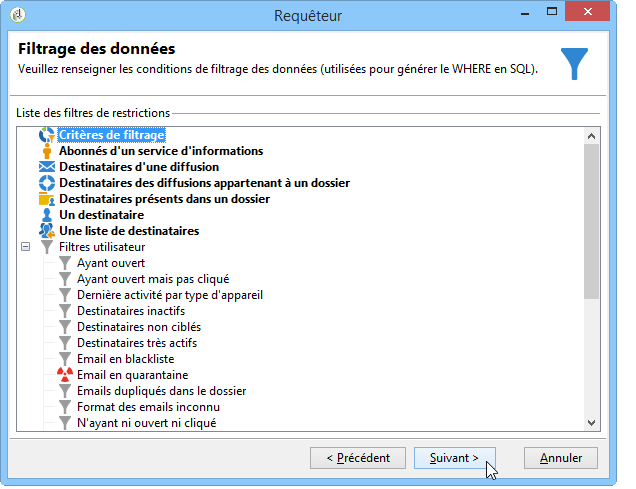 Requêteur
Filtrage des données
Veuillez renseigner les conditions de filtrage des données (utilisées pour générer le WHERE en SQL).
Liste des filtres de restrictions
Critères de filtrage
Abonnés d'un service d'informations
Destinataires d'une diffusion
Destinataires des diffusions appartenant à un dossier
Destinataires présents dans un dossier
Un destinataire
Une liste de destinataires
Filtres utilisateur
Ayant ouvert
Ayant ouvert mais pas cliqué
Dernière activité par type d'appareil
Destinataires inactifs
Destinataires non ciblés
Destinataires très actifs
Email en blackliste
Email en quarantaine
Emails dupliqués dans le dossier
Format des emails inconnu
N'ayant ni ouvert ni cliqué
< Précédent
Suivant >
Annuler